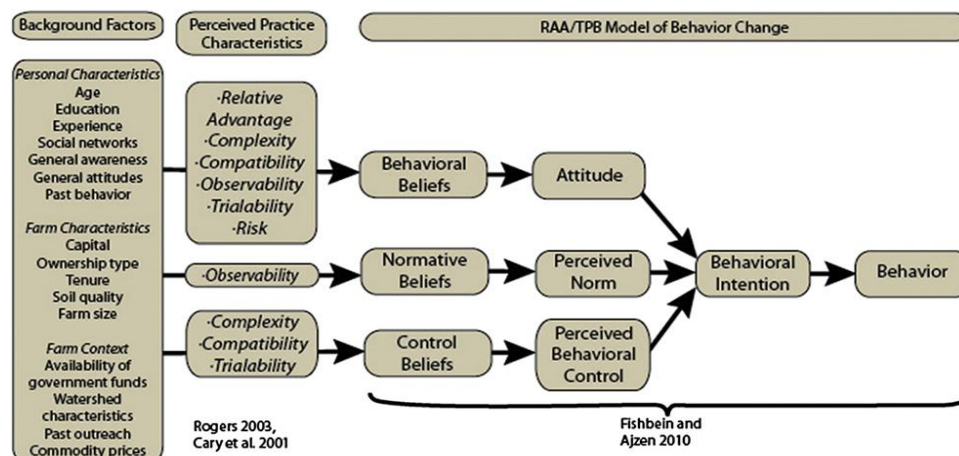 Background Factors
Perceived Practice
Characteristics
RAA/TPB Model of Behavior Change
Personal Characteristics
Age
Education
Experience
Social networks
General awareness
General attitudes
Past behavior
Farm Characteristics
Capital
Ownership type
Tenure
Soil quality
Farm size
Farm Context
Availability of
government funds
Watershed
characteristics
Past outreach
Commodity prices
·Relative
Advantage
·Complexity
·Compatibility
·Observability
·Trialability
·Risk
·Observability
·Complexity
·Compatibility
·Trialability
Rogers 2003,
Cary et al. 2001
Behavioral
Beliefs
Attitude
Normative
Beliefs
Perceived
Norm
Behavioral
Intention
Behavior
Control
Beliefs
Perceived
Behavioral
Control
Fishbein and
Ajzen 2010